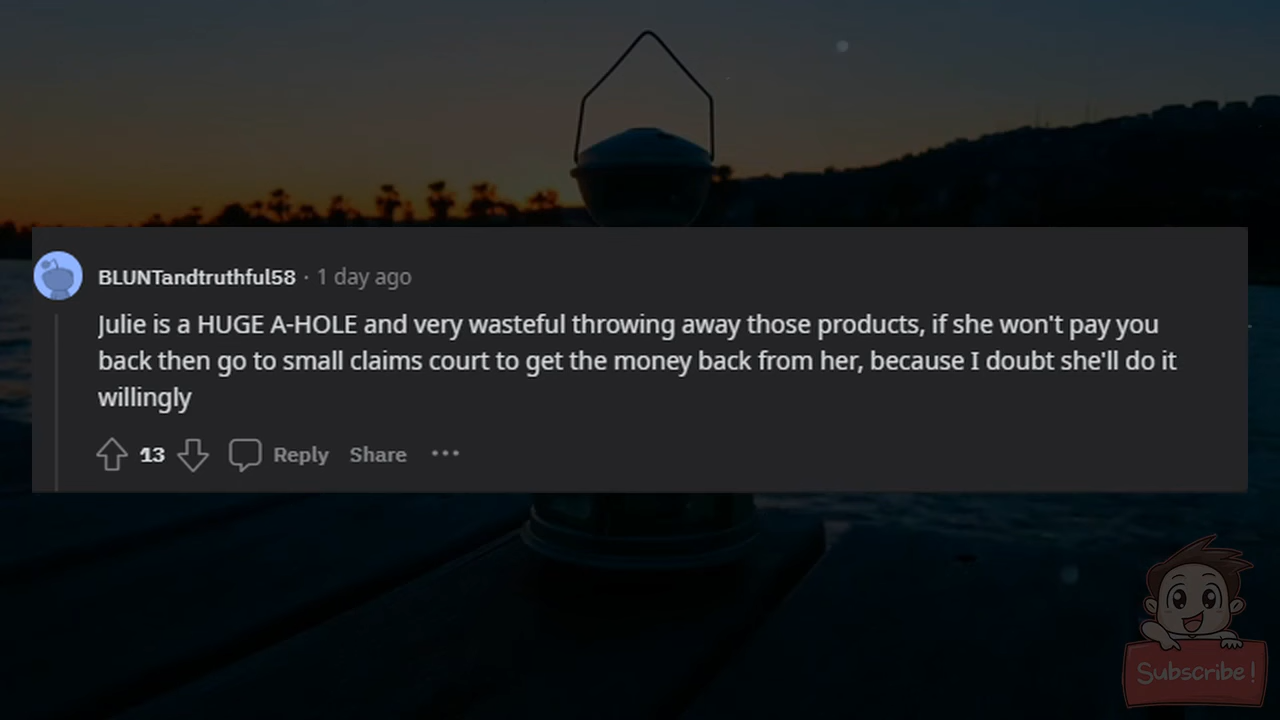 BLUNTandtruthful58 · 1 day ago
Julie is a HUGE A-HOLE and very wasteful throwing away those products, if she won't pay you
back then go to small claims court to get the money back from her, because I doubt she'll do it
willingly
13 Reply Share ···
Subscribe!